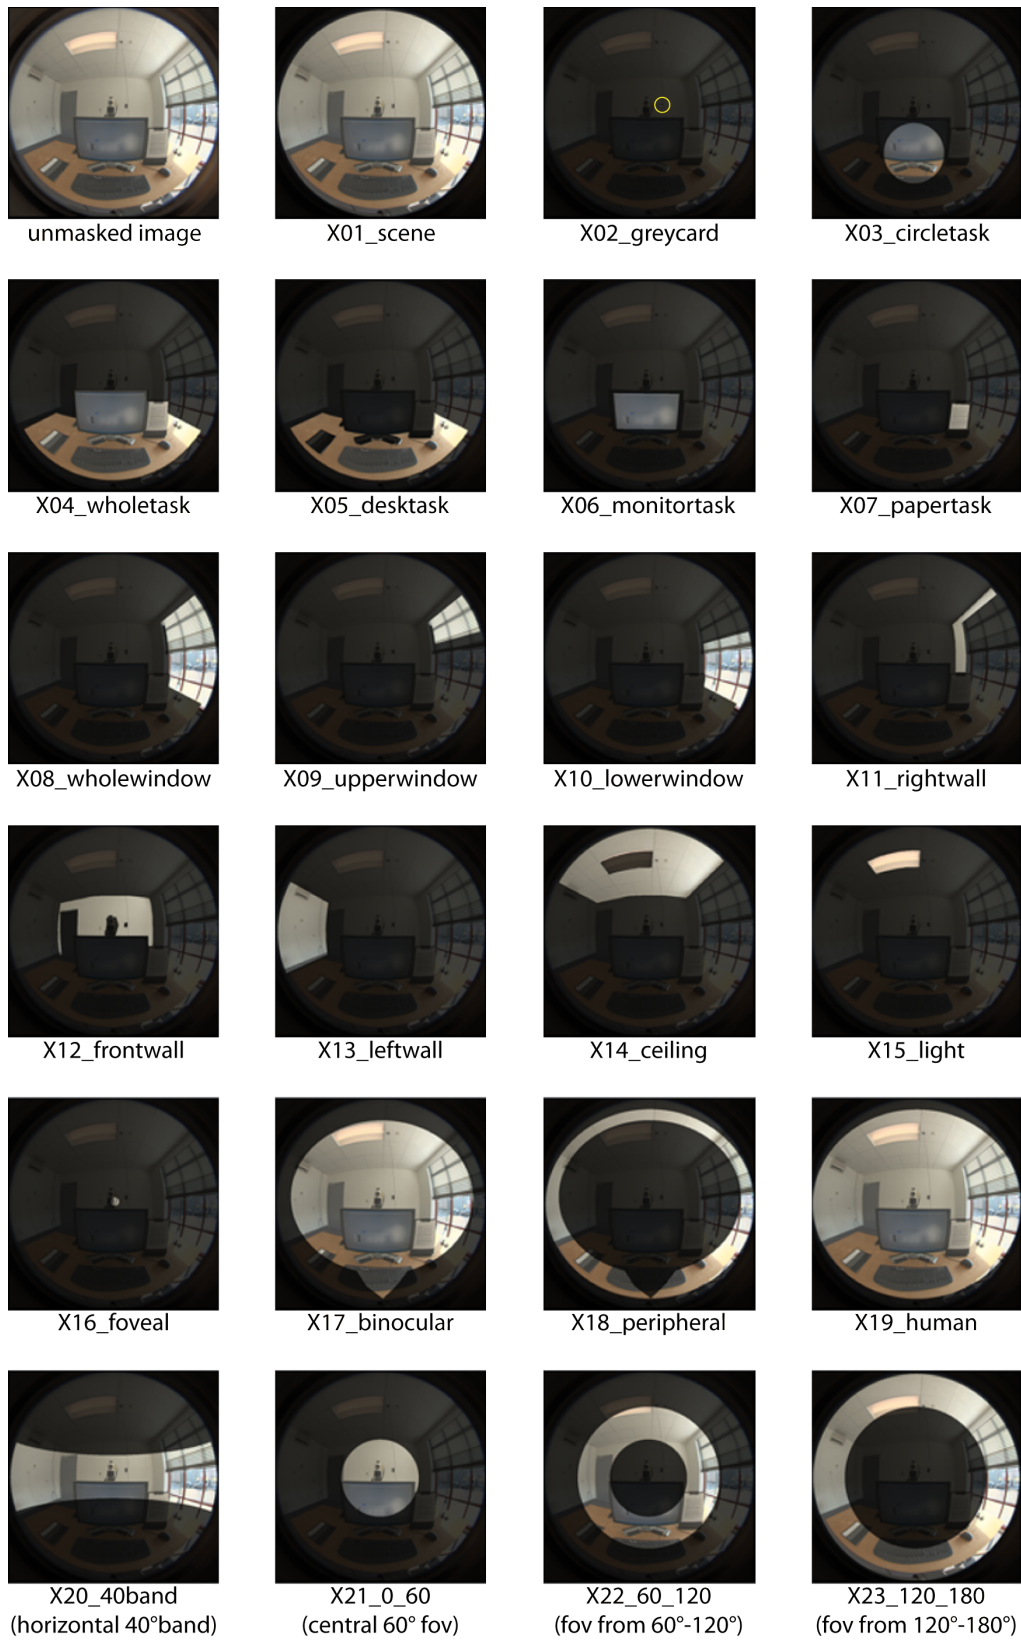 unmasked image
X01_scene
X02_greycard
X03_circletask
X04_wholetask
X05_desktask
X06_monitortask
X07_papertask
X08_wholewindow
X09_upperwindow
X10_lowerwindow
X11_rightwall
X12_frontwall
X13_leftwall
X14_ceiling
X15_light
X16_foveal
X17_binocular
X18_peripheral
X19_human
X20_40band
(horizontal 40°band)
X21_0_60
(central 60° fov)
X22_60_120
(fov from 60°-120°)
X23_120_180
(fov from 120°-180°)